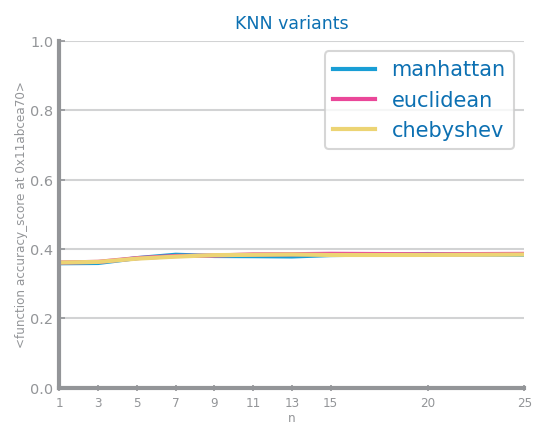 KNN variants
1.0
0.8
0.6
0.4
0.2
0.0
<function accuracy_score at 0x11abcea70>
manhattan
euclidean
chebyshev
1 3 5 7 9 11 13 15 20 25
n